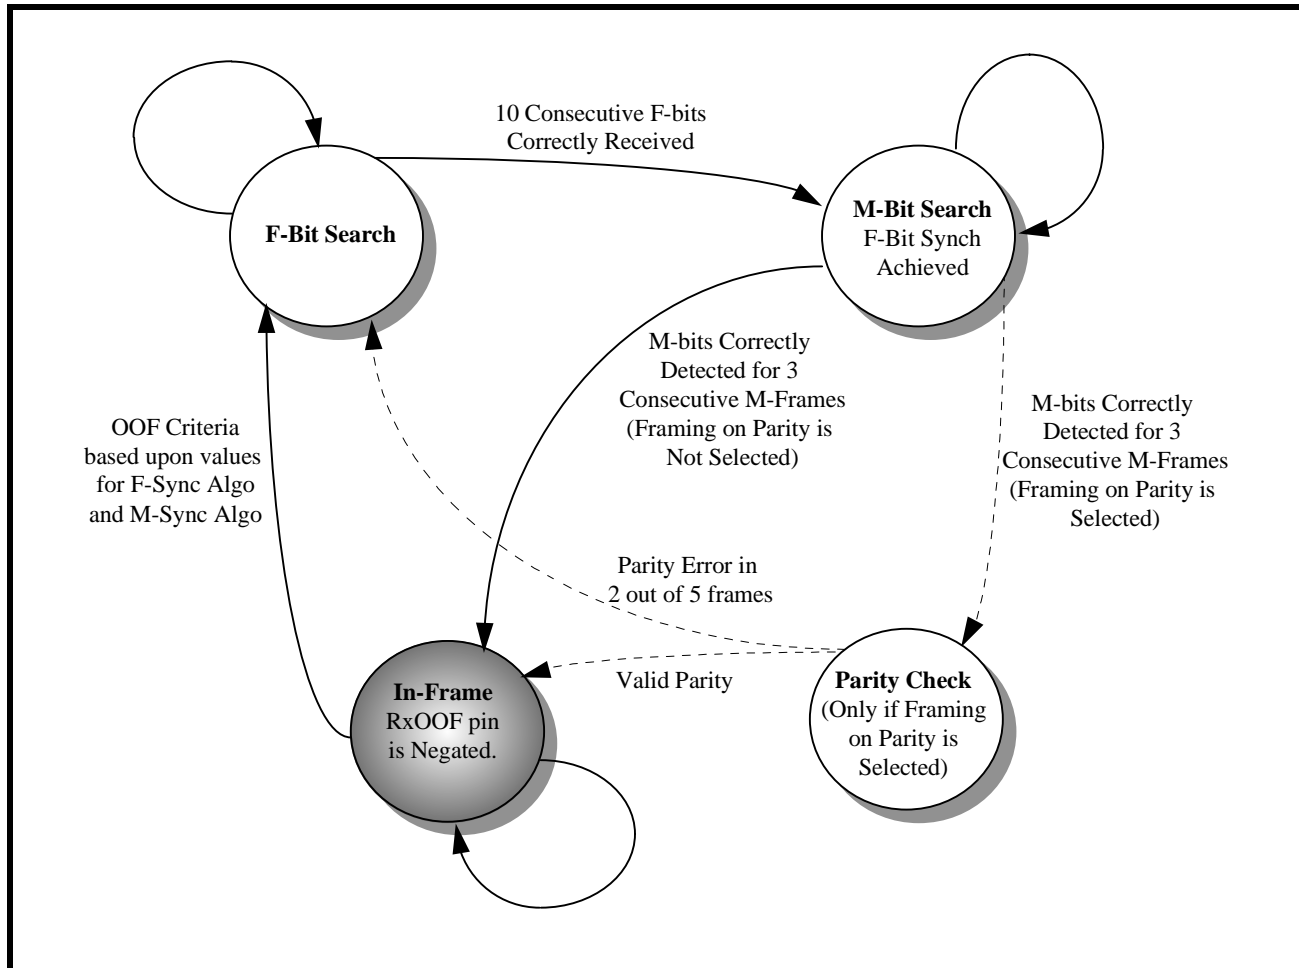 10 Consecutive F-bits
Correctly Received
F-Bit Search
M-Bit Search
F-Bit Synch
Achieved
M-bits Correctly
Detected for 3
Consecutive M-Frames
(Framing on Parity is
Not Selected)
M-bits Correctly
Detected for 3
Consecutive M-Frames
(Framing on Parity is
Selected)
OOF Criteria
based upon values
for F-Sync Algo
and M-Sync Algo
Parity Error in
2 out of 5 frames
Valid Parity
In-Frame
RxOOF pin
is Negated.
Parity Check
(Only if Framing
on Parity is
Selected)